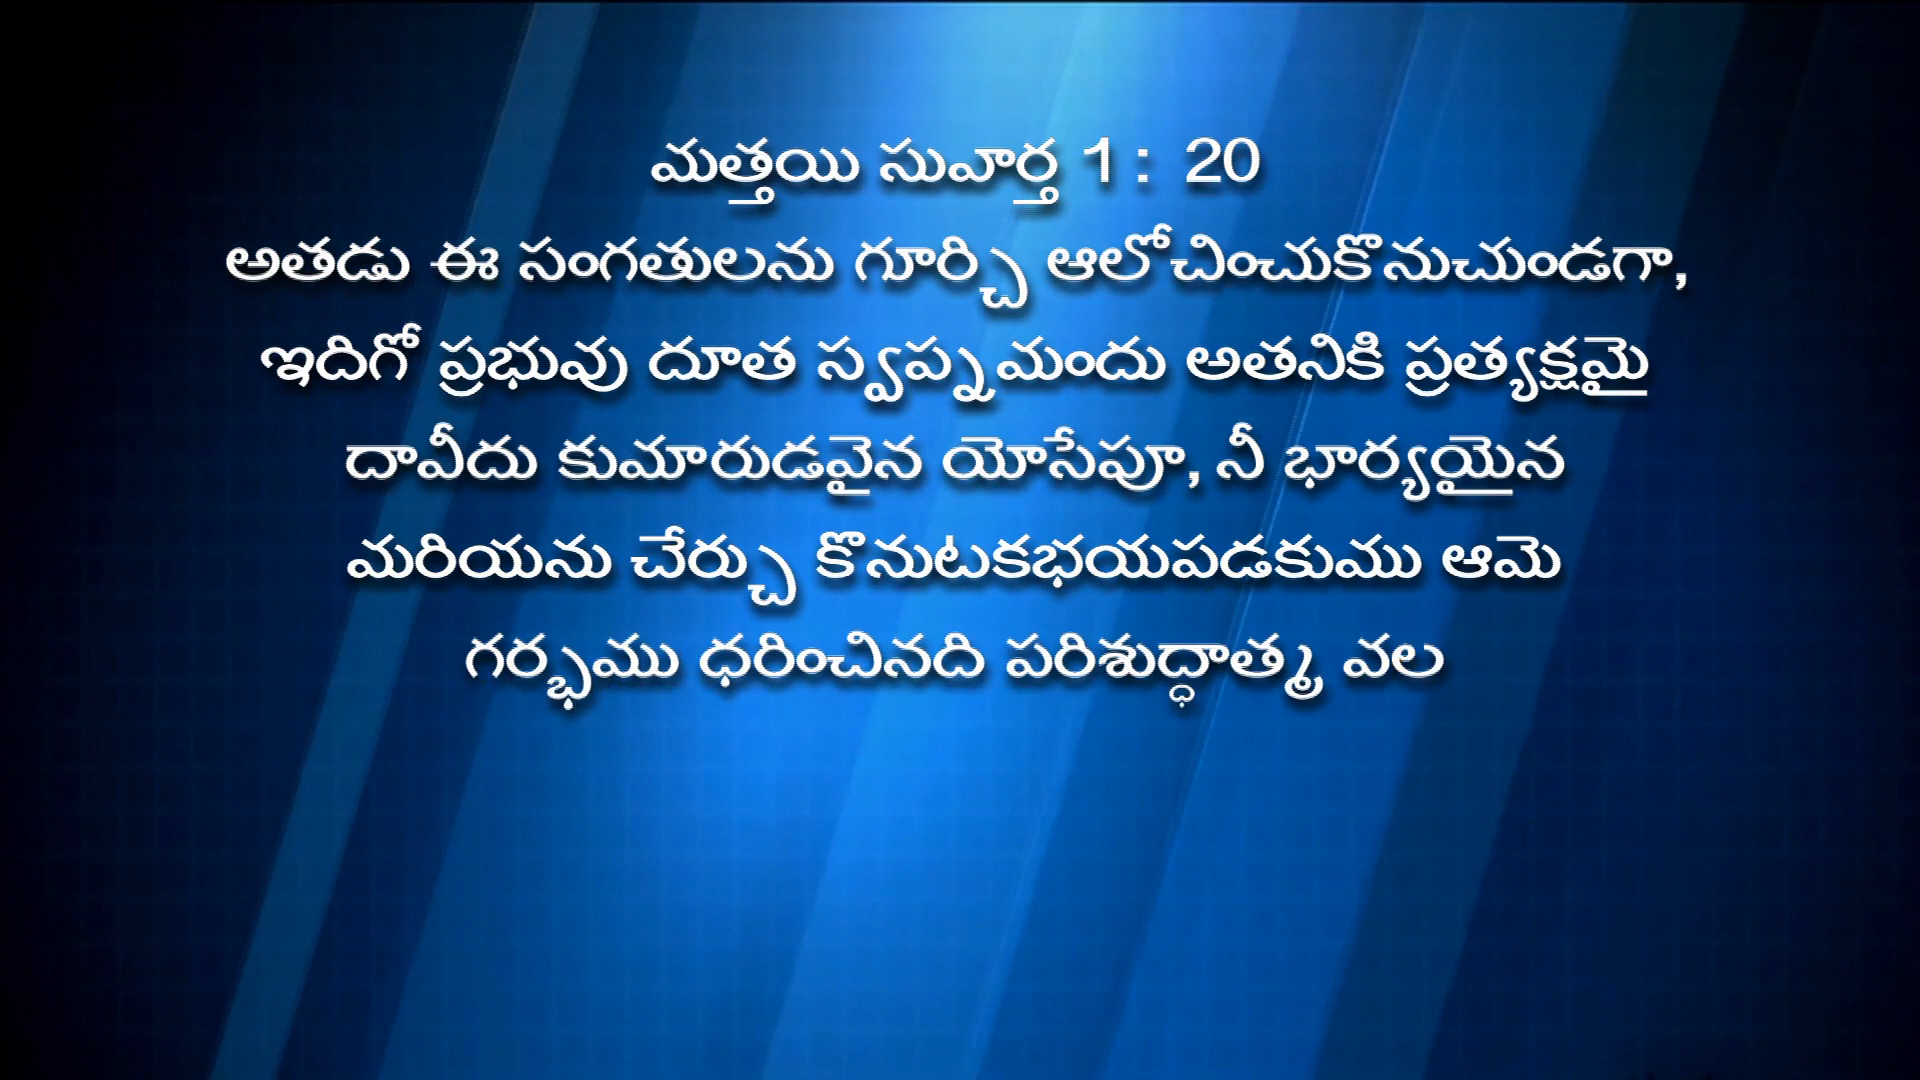 మత్తయి సువార్త 1 : 20
అతడు ఈ సంగతులను గూర్చి ఆలోచించుకొనుచుండగా,
ఇదిగో ప్రభువు దూత స్వప్నమందు అతనికి ప్రత్యక్షమై
దావీదు కుమారుడవైన యోసేపూ, నీ భార్యయైన
మరియను చేర్చు కొనుటకభయపడకుము ఆమె
గర్భము ధరించినది పరిశుద్ధాత్మ వల